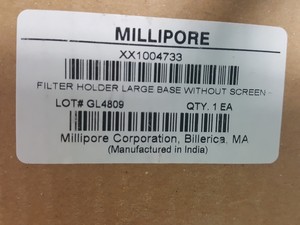 MILLIPORE
XX1004733
FILTER HOLDER LARGE BASE WITHOUT SCREEN
LOT# GL4809 QTY. 1 EA
Millipore Corporation, Billerica, MA
(Manufactured in India)